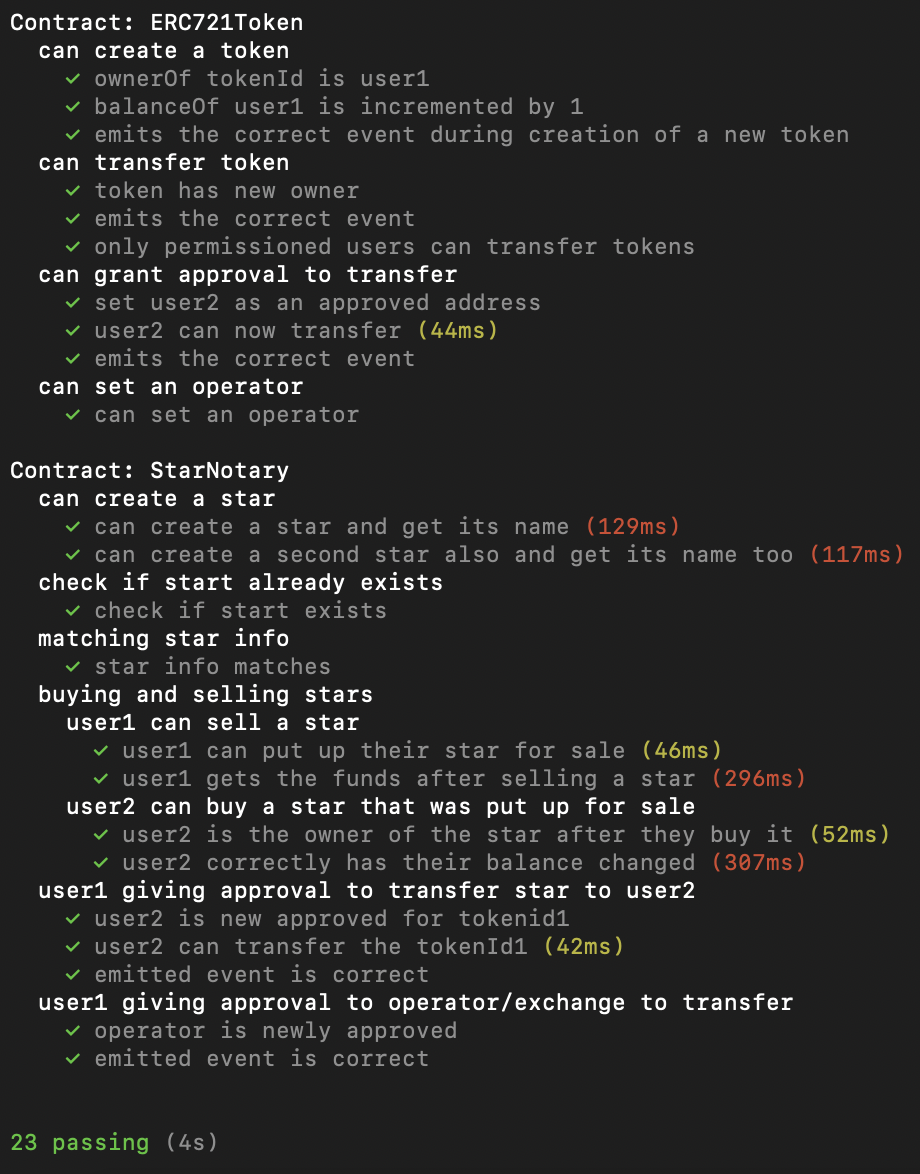 Contract: ERC721Token
can create a token
✓ ownerOf tokenId is user1
✓ balanceOf user1 is incremented by 1
✓ emits the correct event during creation of a new token
can transfer token
✓ token has new owner
✓ emits the correct event
✓ only permissioned users can transfer tokens
can grant approval to transfer
✓ set user2 as an approved address
✓ user2 can now transfer (44ms)
✓ emits the correct event
can set an operator
✓ can set an operator
Contract: StarNotary
can create a star
✓ can create a star and get its name (129ms)
✓ can create a second star also and get its name too (117ms)
check if start already exists
✓ check if start exists
matching star info
✓ star info matches
buying and selling stars
user1 can sell a star
✓ user1 can put up their star for sale (46ms)
✓ user1 gets the funds after selling a star (296ms)
user2 can buy a star that was put up for sale
✓ user2 is the owner of the star after they buy it (52ms)
✓ user2 correctly has their balance changed (307ms)
user1 giving approval to transfer star to user2
✓ user2 is new approved for tokenid1
✓ user2 can transfer the tokenId1 (42ms)
✓ emitted event is correct
user1 giving approval to operator/exchange to transfer
✓ operator is newly approved
✓ emitted event is correct
23 passing (4s)